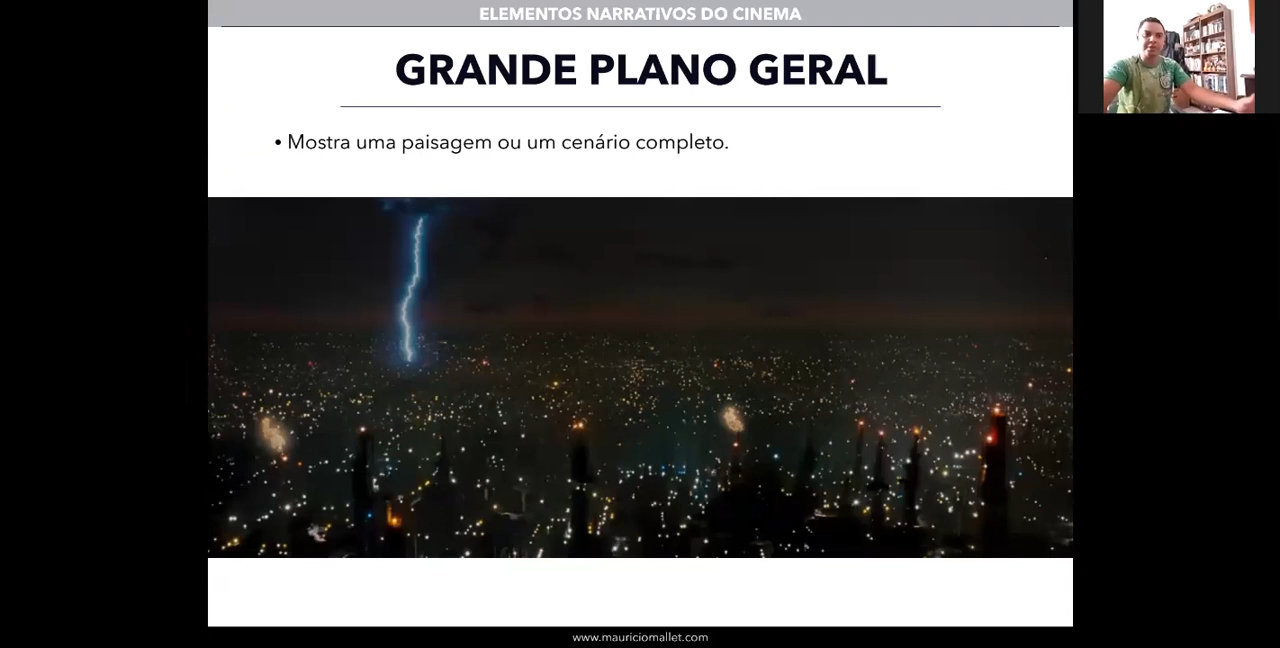 ELEMENTOS NARRATIVOS DO CINEMA
GRANDE PLANO GERAL
• Mostra uma paisagem ou um cenário completo.
www.mauriciomallet.com